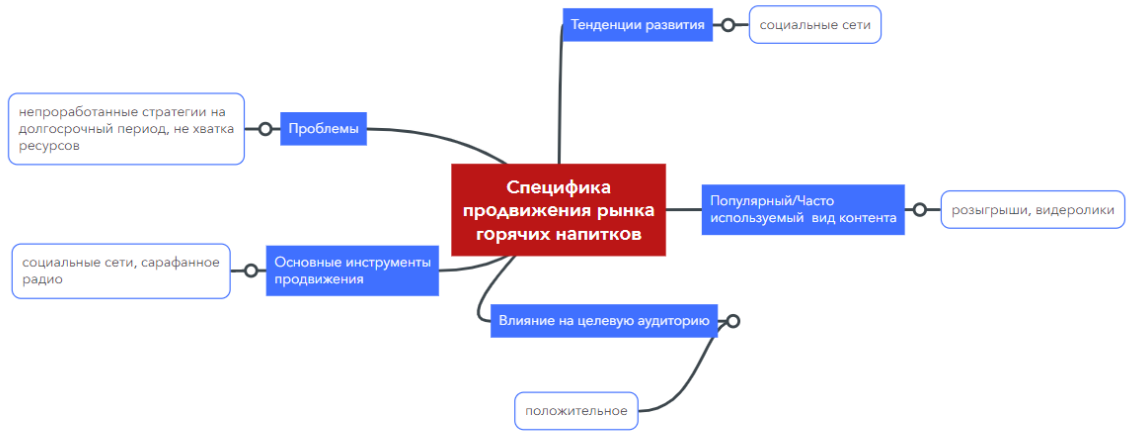 Тенденции развития
социальные сети
непроработанные стратегии на
долгосрочный период, не хватка
ресурсов
Проблемы
Специфика
продвижения рынка
горячих напитков
Популярный/Часто
используемый вид контента
розыгрыши, видеролики
социальные сети, сарафанное
радио
Основные инструменты
продвижения
Влияние на целевую аудиторию
положительное